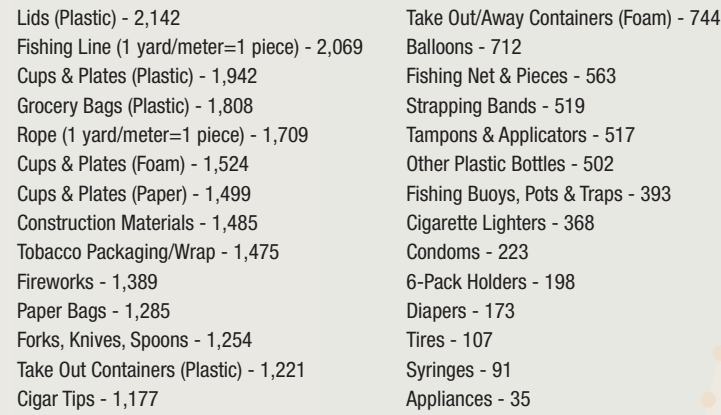 Lids (Plastic) - 2,142
Fishing Line (1 yard/meter=1 piece) - 2,069
Cups & Plates (Plastic) - 1,942
Grocery Bags (Plastic) - 1,808
Rope (1 yard/meter=1 piece) - 1,709
Cups & Plates (Foam) - 1,524
Cups & Plates (Paper) - 1,499
Construction Materials - 1,485
Tobacco Packaging/Wrap - 1,475
Fireworks - 1,389
Paper Bags - 1,285
Forks, Knives, Spoons - 1,254
Take Out Containers (Plastic) - 1,221
Cigar Tips - 1,177
Take Out/Away Containers (Foam) - 744
Balloons - 712
Fishing Net & Pieces - 563
Strapping Bands - 519
Tampons & Applicators - 517
Other Plastic Bottles - 502
Fishing Buoys, Pots & Traps - 393
Cigarette Lighters - 368
Condoms - 223
6-Pack Holders - 198
Diapers - 173
Tires - 107
Syringes - 91
Appliances - 35